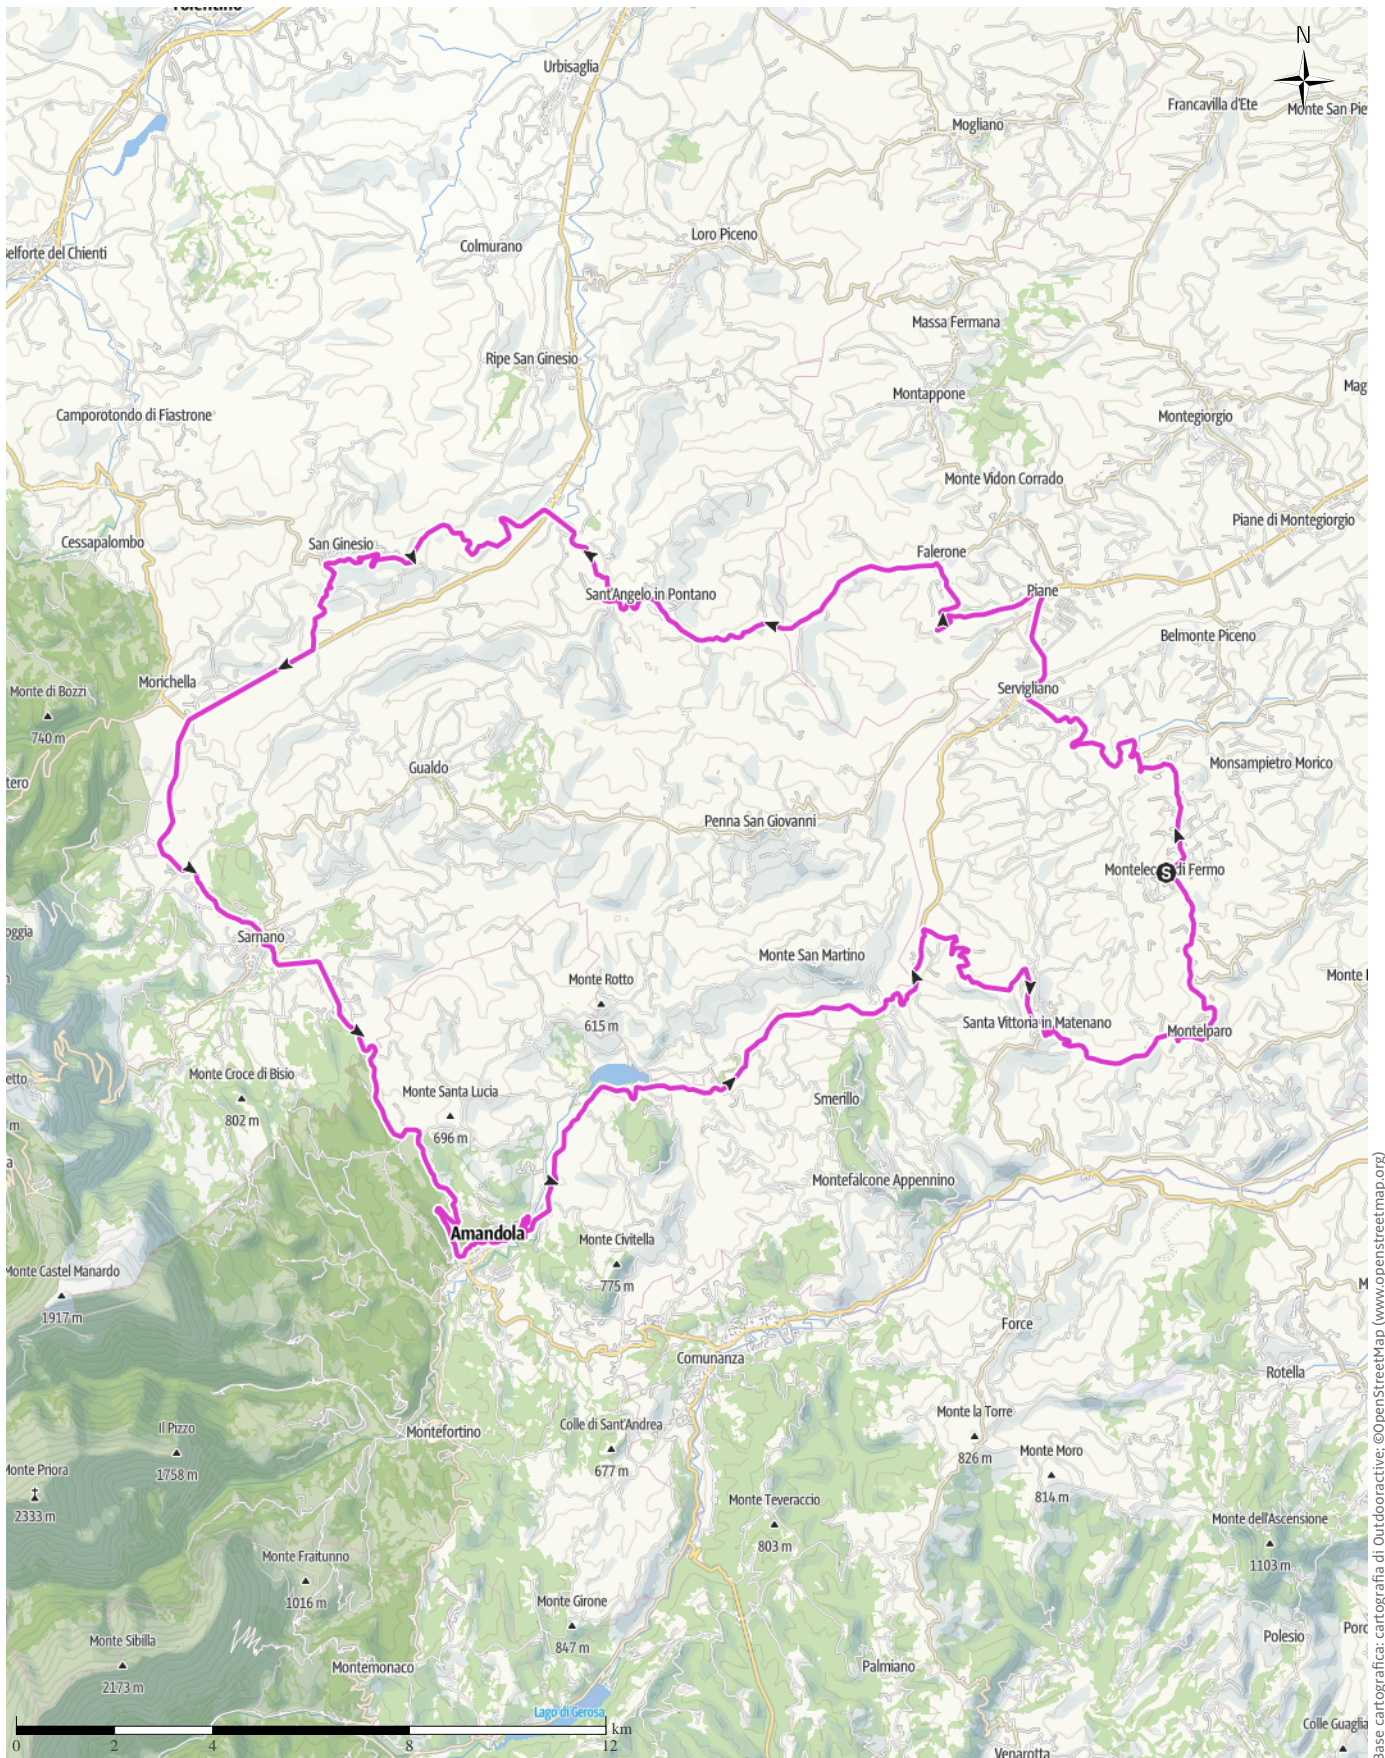 Tolentino
N
Urbisaglia
Francavilla d'Ete
Monte San Pie
Mogliano
Belforte del Chienti
Colmurano
Loro Piceno
Massa Fermana
Ripe San Ginesio
Montappone
Mag
Camporotondo di Fiastrone
Montegiorgio
Monte Vidon Corrado
Piane di Montegiorgio
Cessapalombo
San Ginesio
Falerone
Piane
Sant'Angelo in Pontano
Belmonte Piceno
Morichella
Monte di Bozzi
740 m
Servigliano
Gualdo
Monsampietro Morico
tero
Penna San Giovanni
S
di Fermo
oggia
Sarnano
Monte San Martino
Monte Rotto
615 m
Santa Vittoria in Matenano
Montelparo
etto
Monte Croce di Bisio
802 m
Monte Santa Lucia
696 m
Smerillo
m
a
Montefalcone Appennino
Amandola
Monte Civitella
775 m
Monte Castel Manardo
1917 m
Force
Comunanza
Rotella
Il Pizzo
1758 m
Montefortino
Colle di Sant'Andrea
677 m
Monte la Torre
826 m
Monte Moro
814 m
Monte Priora
2333 m
Monte Teveraccio
803 m
Monte dell'Ascensione
1103 m
Monte Fraitunno
1016 m
Monte Girone
847 m
Polesio
Porc
Monte Sibilla
2173 m
Montemonaco
Palmiano
Lago di Gerosa
Colle Guaglia
km
0 2 4 8 12
Venarotta
Base cartografica: cartografia di Outdooractive; ©OpenStreetMap (www.openstreetmap.org)